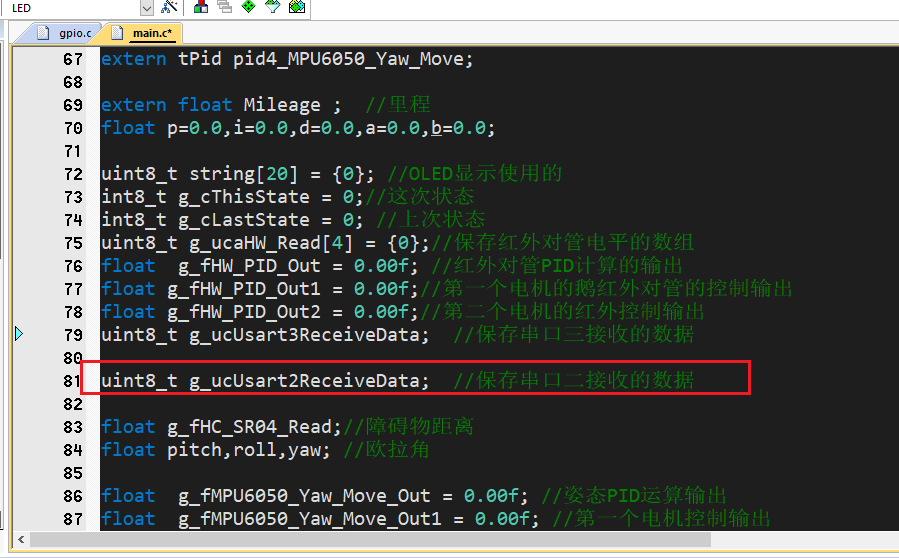 LED
gpio.c main.c*
67 extern tPid pid4_MPU6050_Yaw_Move;
68
69 extern float Mileage ;  //里程
70 float p=0.0,i=0.0,d=0.0,a=0.0,b=0.0;
71
72 uint8_t string[20] = {0}; //OLED显示使用的
73 int8_t g_cThisState = 0;//这次状态
74 int8_t g_cLastState = 0; //上次状态
75 uint8_t g_ucaHW_Read[4] = {0};//保存红外对管电平的数组
76 float  g_fHW_PID_Out = 0.00f; //红外对管PID计算的输出
77 float g_fHW_PID_Out1 = 0.00f;//第一个电机的鹅红外对管的控制输出
78 float g_fHW_PID_Out2 = 0.00f;//第二个电机的红外控制输出
79 uint8_t g_ucUsart3ReceiveData;  //保存串口三接收的数据
80
81 uint8_t g_ucUsart2ReceiveData;  //保存串口二接收的数据
82
83 float g_fHC_SR04_Read;//障碍物距离
84 float pitch,roll,yaw; //欧拉角
85
86 float  g_fMPU6050_Yaw_Move_Out = 0.00f; //姿态PID运算输出
87 float  g_fMPU6050_Yaw_Move_Out1 = 0.00f; //第一个电机控制输出